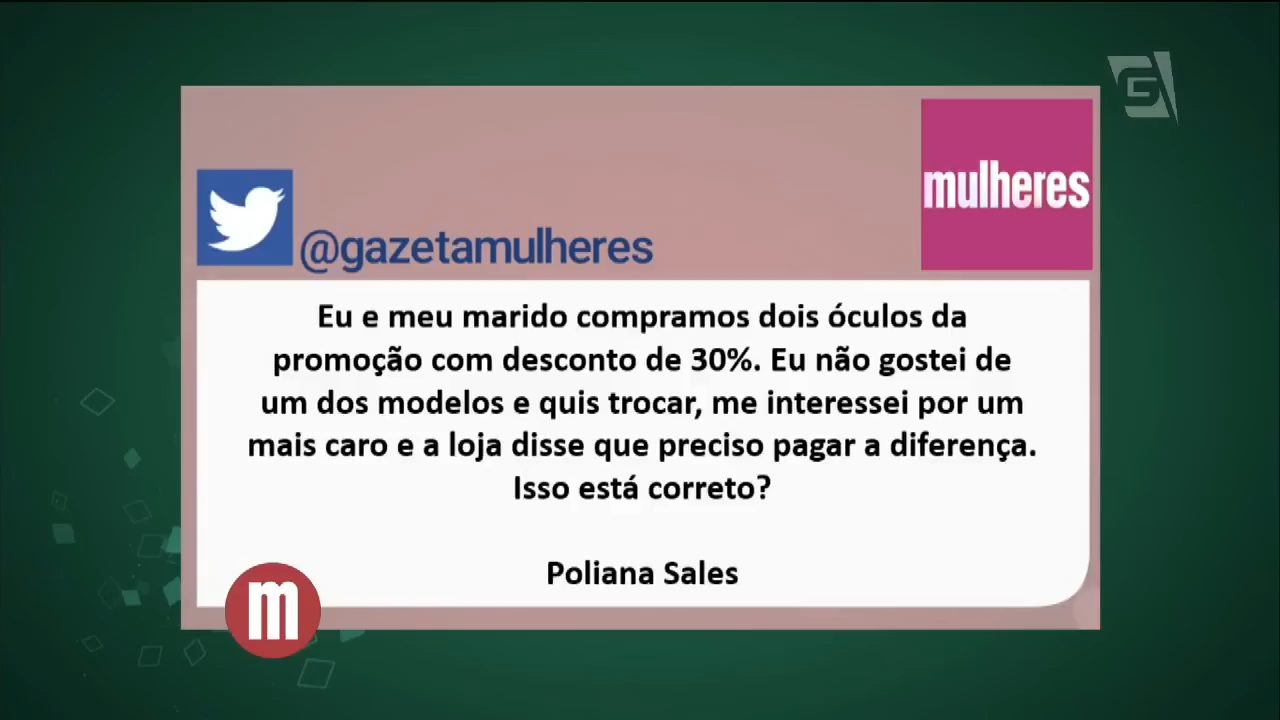 mulheres
@gazetamulheres
Eu e meu marido compramos dois óculos da
promoção com desconto de 30%. Eu não gostei de
um dos modelos e quis trocar, me interessei por um
mais caro e a loja disse que preciso pagar a diferença.
Isso está correto?
Poliana Sales
m
G